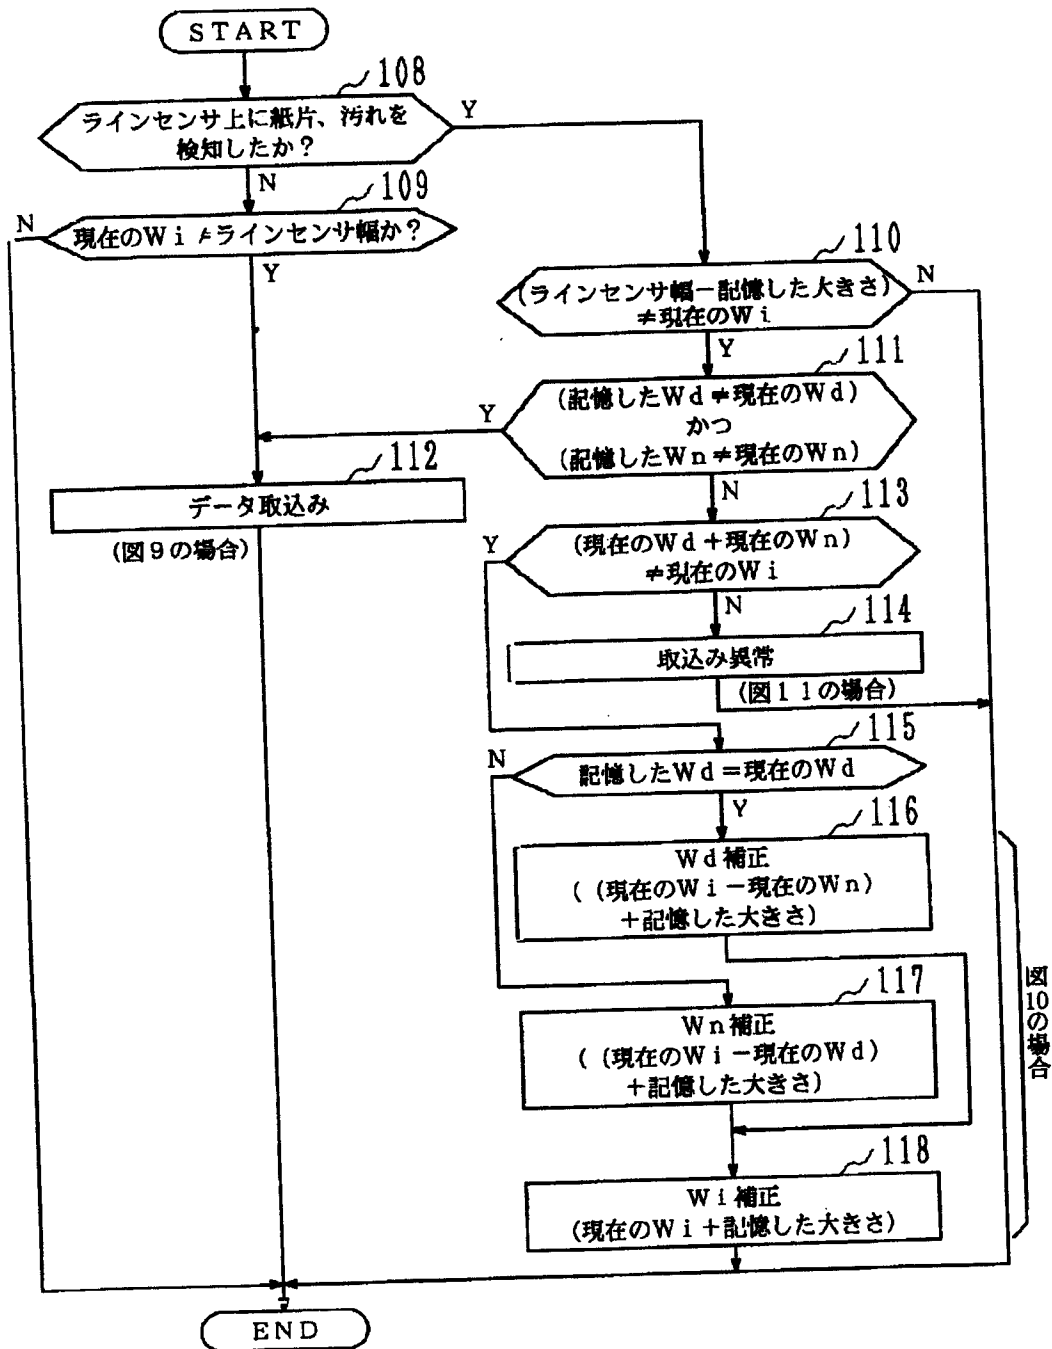 START
108
ラインセンサ上に紙片、汚れを
検知したか?
Y
N
109
現在のWi≠ラインセンサ幅か?
N
Y
110
(ラインセンサ幅-記憶した大きさ)
≠現在のWi
N
Y
111
(記憶したWd≠現在のWd)
かつ
(記憶したWn≠現在のWn)
Y
N
112
データ取込み
(図9の場合)
113
(現在のWd+現在のWn)
≠現在のWi
Y
N
114
取込み異常
(図11の場合)
115
記憶したWd=現在のWd
N
Y
116
Wd補正
((現在のWi-現在のWn)
+記憶した大きさ)
117
Wn補正
((現在のWi-現在のWd)
+記憶した大きさ)
118
Wi補正
(現在のWi+記憶した大きさ)
図10の場合
END